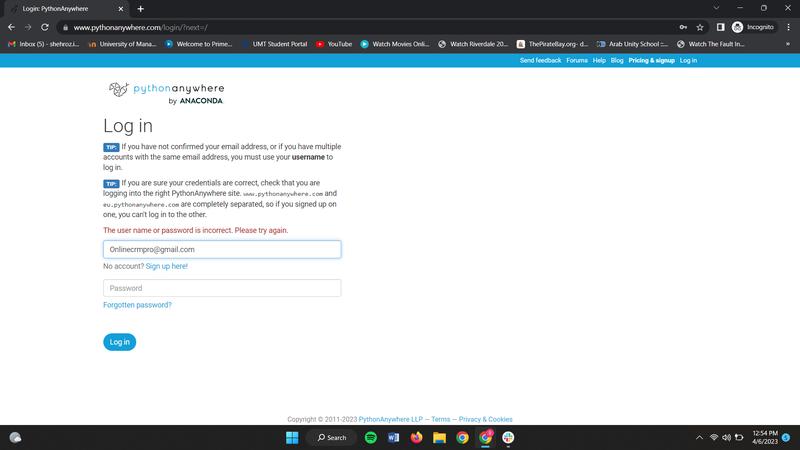 Login: PythonAnywhere
www.pythonanywhere.com/login/?next=/
Incognito
Inbox (5) - shehroz.i...
University of Mana...
Welcome to Prime...
UMT Student Portal
YouTube
Watch Movies Onli...
Watch Riverdale 20...
ThePirateBay.org- d...
Arab Unity School ::...
Watch The Fault In...
»
Send feedback Forums Help Blog Pricing & signup Log in
pythonanywhere
by ANACONDA.
Log in
TIP: If you have not confirmed your email address, or if you have multiple
accounts with the same email address, you must use your username to
log in.
TIP: If you are sure your credentials are correct, check that you are
logging into the right PythonAnywhere site. www.pythonanywhere.com and
eu.pythonanywhere.com are completely separated, so if you signed up on
one, you can't log in to the other.
The user name or password is incorrect. Please try again.
Onlinecrmpro@gmail.com
No account? Sign up here!
Password
Forgotten password?
Log in
Copyright © 2011-2023 PythonAnywhere LLP — Terms — Privacy & Cookies
Search
12:54 PM
4/6/2023